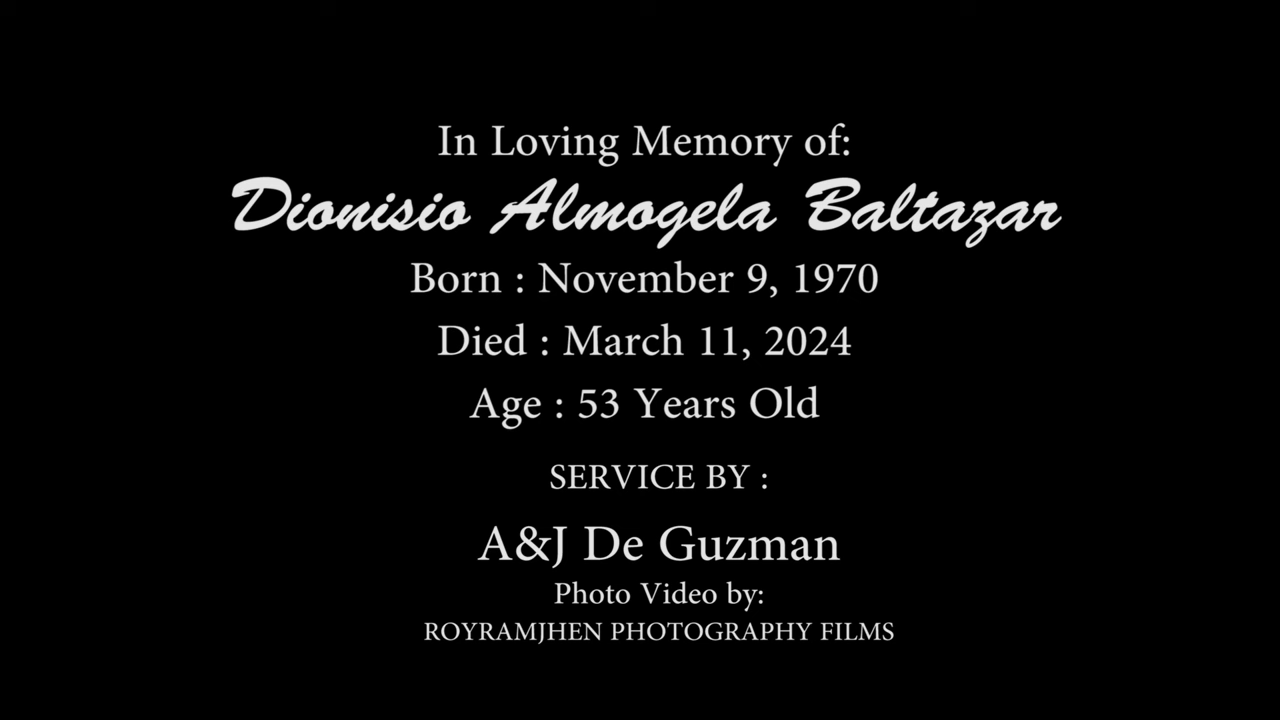 In Loving Memory of:
Dionisio Almogela Baltazar
Born : November 9, 1970
Died : March 11, 2024
Age : 53 Years Old
SERVICE BY :
A&J De Guzman
Photo Video by:
ROYRAMJHEN PHOTOGRAPHY FILMS